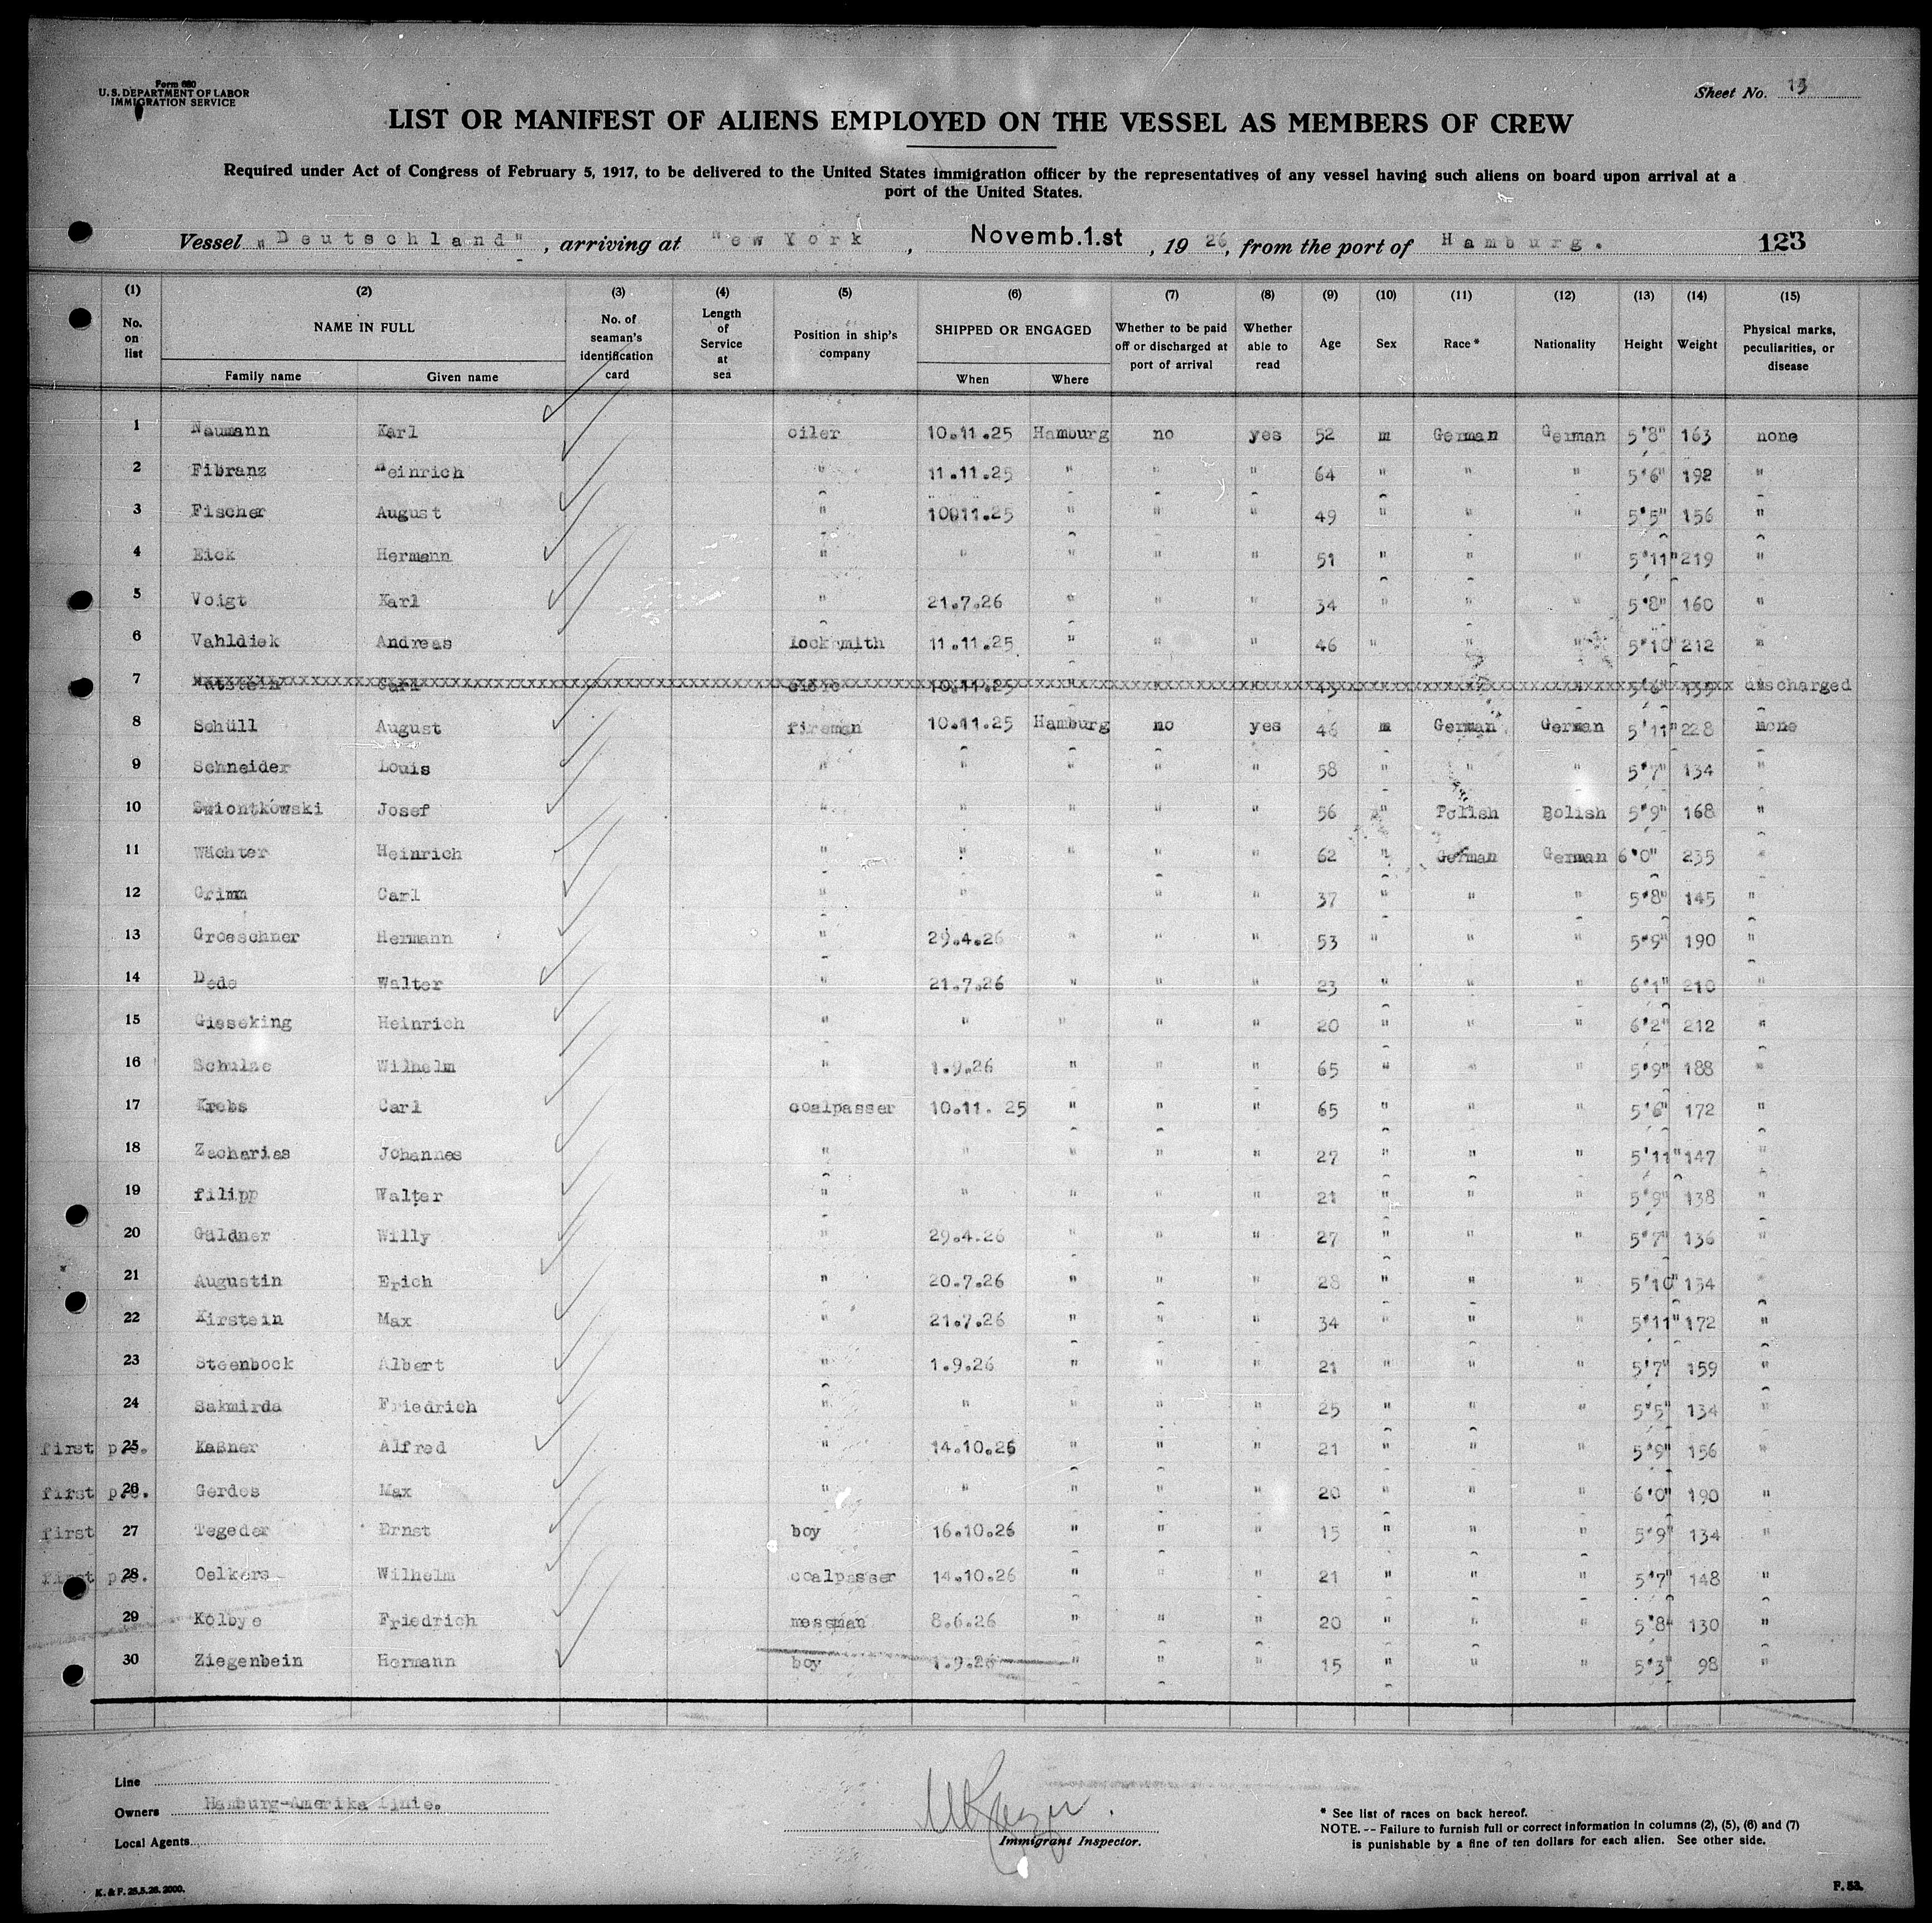 Form 680
U. S. DEPARTMENT OF LABOR
IMMIGRATION SERVICE
Sheet No. 13
LIST OR MANIFEST OF ALIENS EMPLOYED ON THE VESSEL AS MEMBERS OF CREW
Required under Act of Congress of February 5, 1917, to be delivered to the United States immigration officer by the representatives of any vessel having such aliens on board upon arrival at a
port of the United States.
Vessel „Deutschland", arriving at New York, Novemb.1.st, 19 26, from the port of Hamburg. 123
(1) (2) (3) (4) (5) (6) (7) (8) (9) (10) (11) (12) (13) (14) (15)
No. on list NAME IN FULL Family name Given name No. of seaman's identification card Length of Service at sea Position in ship's company SHIPPED OR ENGAGED When Where Whether to be paid off or discharged at port of arrival Whether able to read Age Sex Race * Nationality Height Weight Physical marks, peculiarities, or disease
1 Naumann Karl oiler 10.11.25 Hamburg no yes 52 m German German 5'8" 163 none
2 Fibranz Heinrich " 11.11.25 " " " 64 " " " 5'6" 192 "
3 Fischer August " 10011.25 " " " 49 " " " 5'5" 156 "
4 Eick Hermann " " " " " 51 " " " 5'11" 219 "
5 Voigt Karl " 21.7.26 " " " 34 " " " 5'8" 160 "
6 Vahldiek Andreas locksmith 11.11.25 " " " 46 " " " 5'10" 212 "
7 Carl 10.11.25 " " " " 5'6" discharged
8 Schüll August fireman 10.11.25 Hamburg no yes 46 m German German 5'11" 228 none
9 Schneider Louis " " " " " 58 " " " 5'7" 134 "
10 Swiontkowski Josef " " " " " 56 " Polish Polish 5'9" 168 "
11 Wächter Heinrich " " " " " 62 " German German 6'0" 235 "
12 Grimm Carl " " " " 37 " " " 5'8" 145 "
13 Groeschner Hermann " 29.4.26 " " " 53 " " " 5'9" 190 "
14 Dede Walter " 21.7.26 " " " 23 " " " 6'1" 210 "
15 Gieseking Heinrich " " " " " 20 " " " 6'2" 212 "
16 Schulze Wilhelm " 1.9.26 " " " 65 " " " 5'9" 188 "
17 Krebs Carl coalpasser 10.11. 25 " " " 65 " " " 5'6" 172 "
18 Zacharias Johannes " " " " " 27 " " " 5'11" 147 "
19 filipp Walter " " " " " 21 " " " 5'9" 138 "
20 Gäldner Willy " 29.4.26 " " " 27 " " " 5'7" 136 "
21 Augustin Erich " 20.7.26 " " " 28 " " " 5'10" 154 "
22 Kirstein Max " 21.7.26 " " " 34 " " " 5'11" 172 "
23 Steenbock Albert " 1.9.26 " " " 21 " " " 5'7" 159 "
24 Sakmirda Friedrich " " " " " 25 " " " 5'5" 134 "
first 25 Kaßner Alfred " 14.10.26 " " " 21 " " " 5'9" 156 "
first 26 Gerdes Max " " " " " 20 " " " 6'0" 190 "
first 27 Tegeder Ernst boy 16.10.26 " " " 15 " " " 5'9" 134 "
first 28 Oelkers Wilhelm coalpasser 14.10.26 " " " 21 " " " 5'7" 148 "
29 Kolbye Friedrich messman 8.6.26 " " " 20 " " " 5'8" 130 "
30 Ziegenbein Hermann boy 1.9.26 " " " 15 " " " 5'3" 98 "
Line
Owners Hamburg-Amerika Linie.
Local Agents
Immigrant Inspector.
* See list of races on back hereof.
NOTE. -- Failure to furnish full or correct information in columns (2), (5), (6) and (7)
is punishable by a fine of ten dollars for each alien. See other side.
K. & F. 26.5.26. 2000.
F. 53.